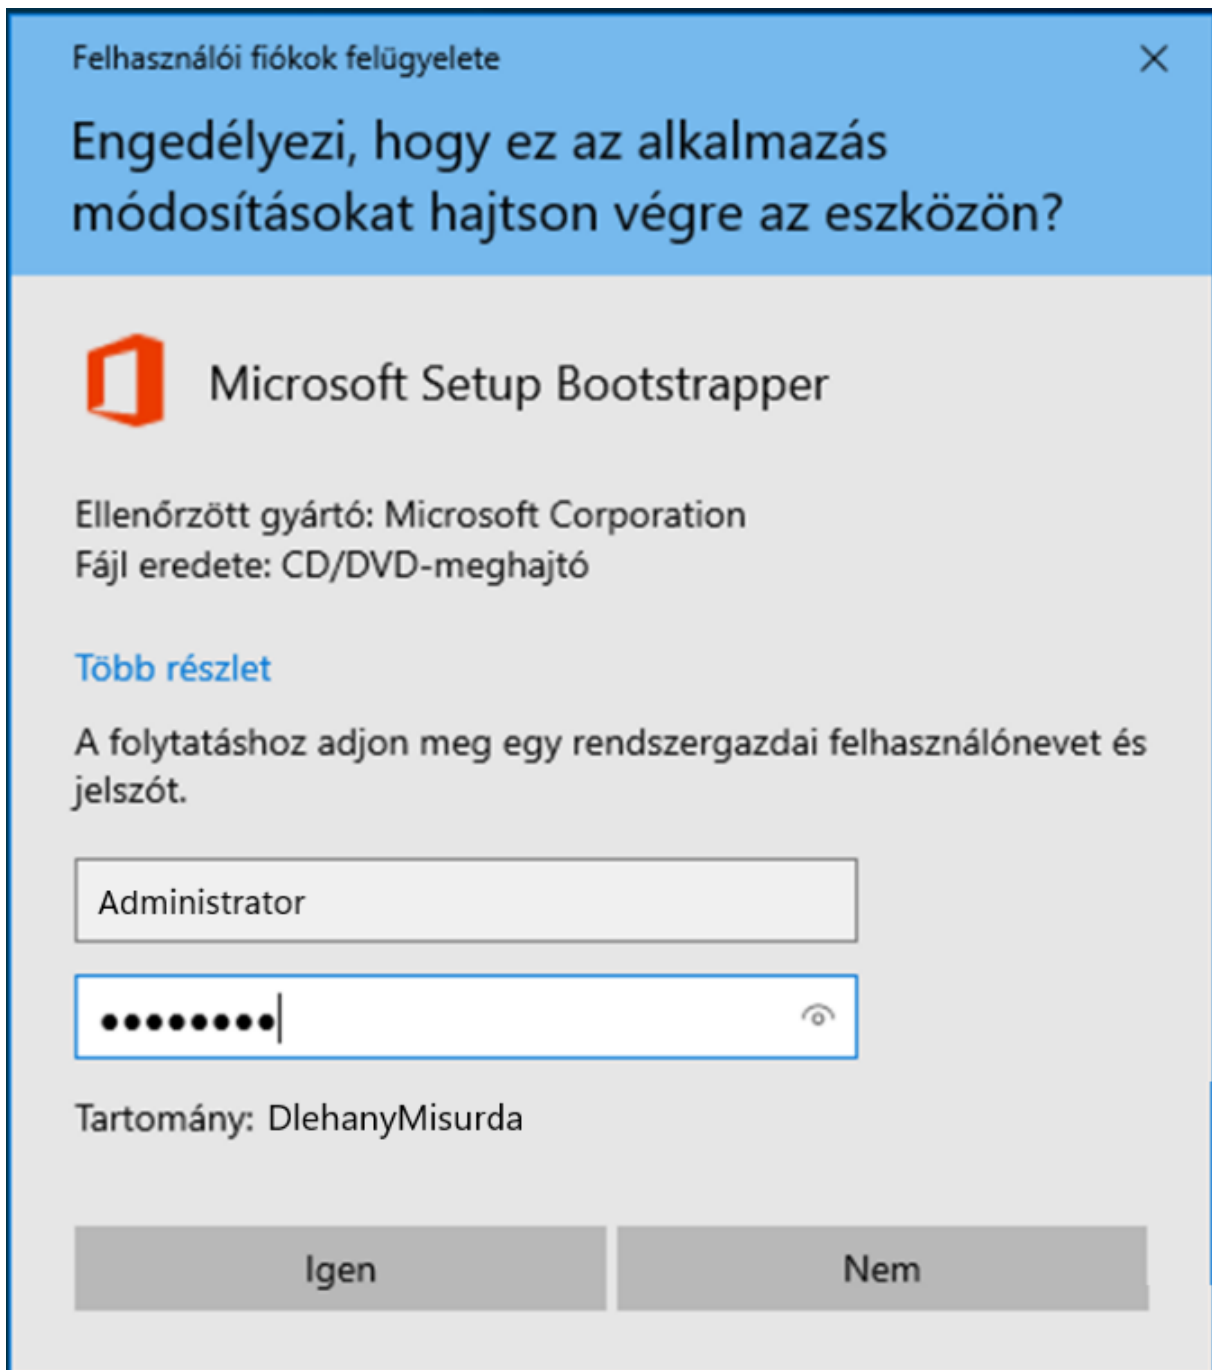 Felhasználói fiókok felügyelete
Engedélyezi, hogy ez az alkalmazás
módosításokat hajtson végre az eszközön?
Microsoft Setup Bootstrapper
Ellenőrzött gyártó: Microsoft Corporation
Fájl eredete: CD/DVD-meghajtó
Több részlet
A folytatáshoz adjon meg egy rendszergazdai felhasználónevet és
jelszót.
Administrator
●●●●●●●●
Tartomány: DlehanyMisurda
Igen
Nem